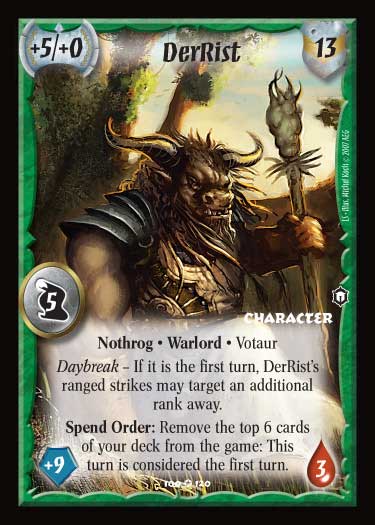 +5/+0
DerRist
13
5
CHARACTER
Nothrog • Warlord • Votaur
Daybreak – If it is the first turn, DerRist's
ranged strikes may target an additional
rank away.
Spend Order: Remove the top 6 cards
of your deck from the game: This
turn is considered the first turn.
+9
3
120